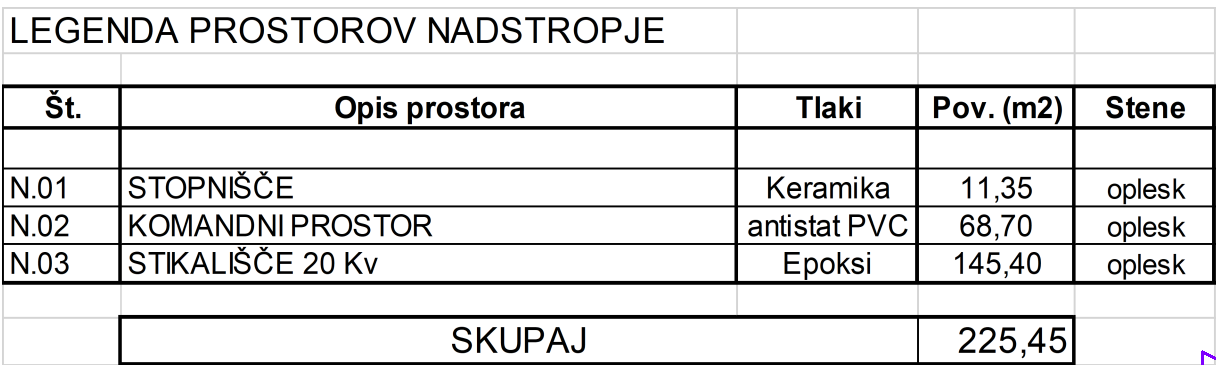 LEGENDA PROSTOROV NADSTROPJE
Št. Opis prostora Tlaki Pov. (m2) Stene
N.01 STOPNIŠČE Keramika 11,35 oplesk
N.02 KOMANDNI PROSTOR antistat PVC 68,70 oplesk
N.03 STIKALIŠČE 20 Kv Epoksi 145,40 oplesk
SKUPAJ 225,45